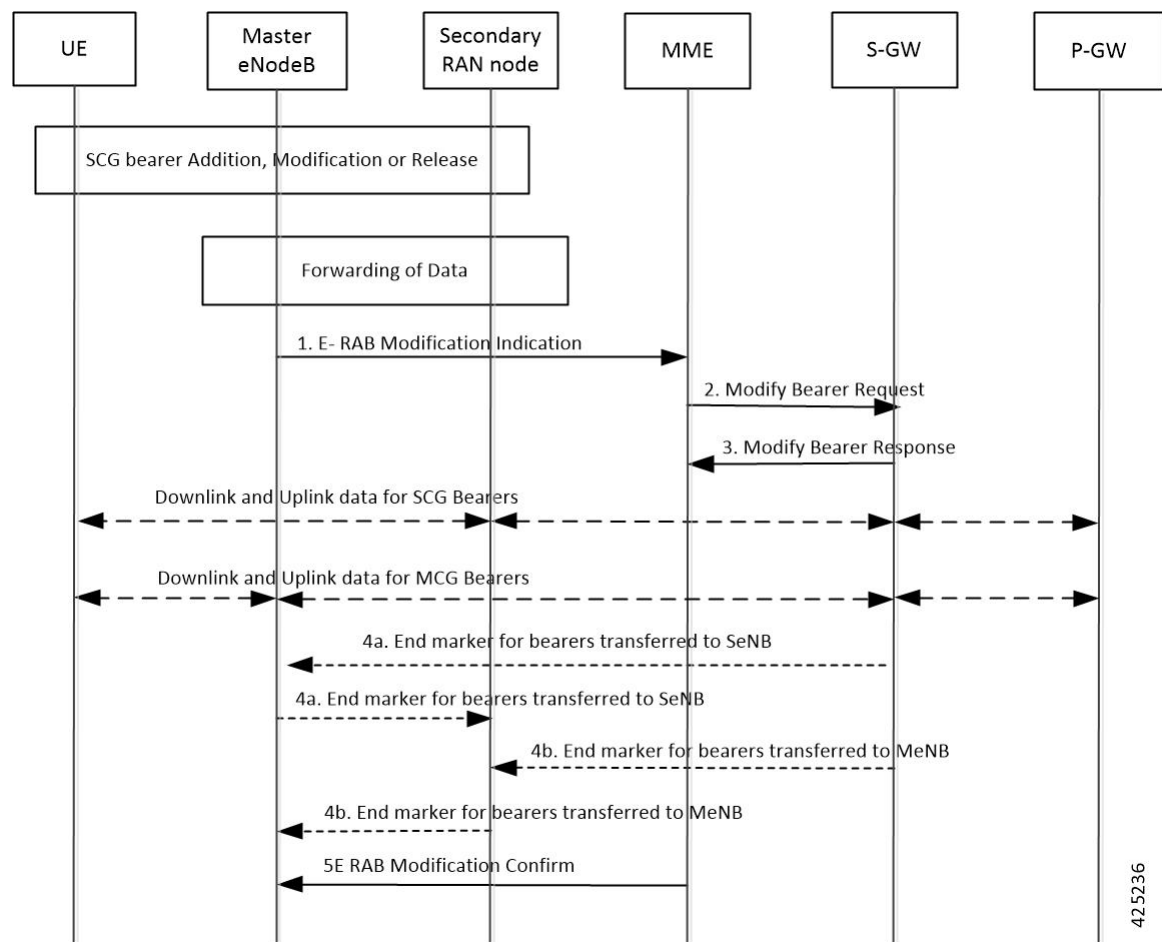 UE
Master
eNodeB
Secondary
RAN node
MME
S-GW
P-GW
SCG bearer Addition, Modification or Release
Forwarding of Data
1. E- RAB Modification Indication
2. Modify Bearer Request
3. Modify Bearer Response
Downlink and Uplink data for SCG Bearers
Downlink and Uplink data for MCG Bearers
4a. End marker for bearers transferred to SeNB
4a. End marker for bearers transferred to SeNB
4b. End marker for bearers transferred to MeNB
4b. End marker for bearers transferred to MeNB
5E RAB Modification Confirm
425236